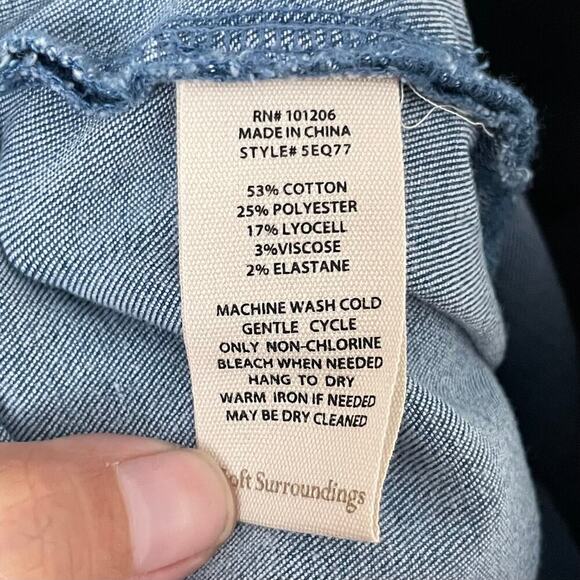 RN# 101206
MADE IN CHINA
STYLE# 5EQ77
53% COTTON
25% POLYESTER
17% LYOCELL
3%VISCOSE
2% ELASTANE
MACHINE WASH COLD
GENTLE CYCLE
ONLY NON-CHLORINE
BLEACH WHEN NEEDED
HANG TO DRY
WARM IRON IF NEEDED
MAY BE DRY CLEANED
Soft Surroundings